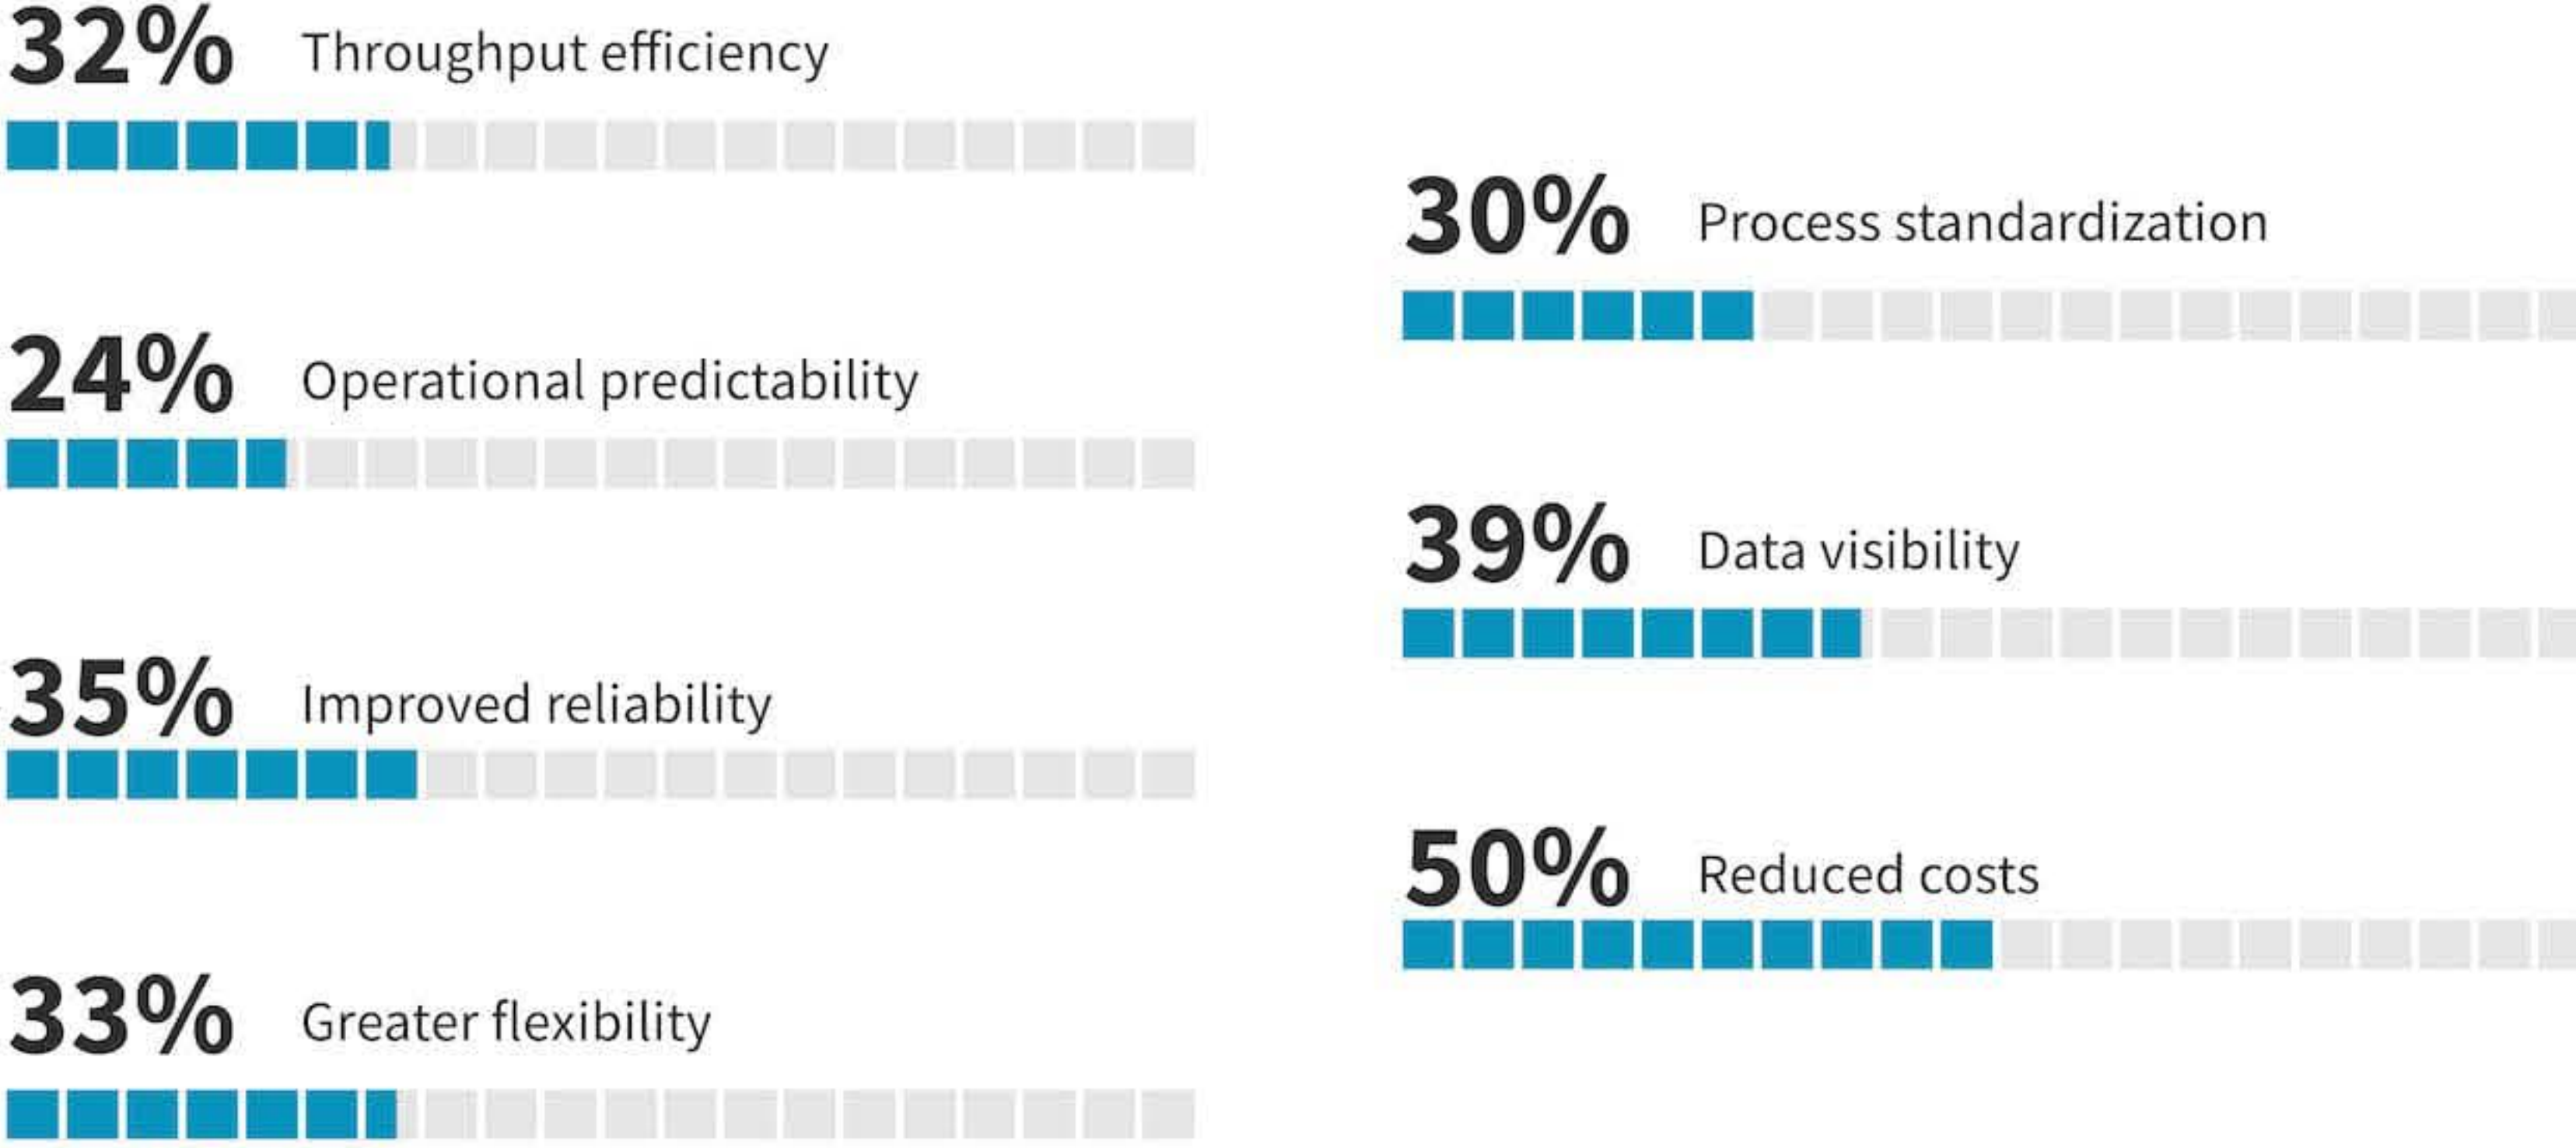 32% Throughput efficiency
24% Operational predictability
35% Improved reliability
33% Greater flexibility
30% Process standardization
39% Data visibility
50% Reduced costs